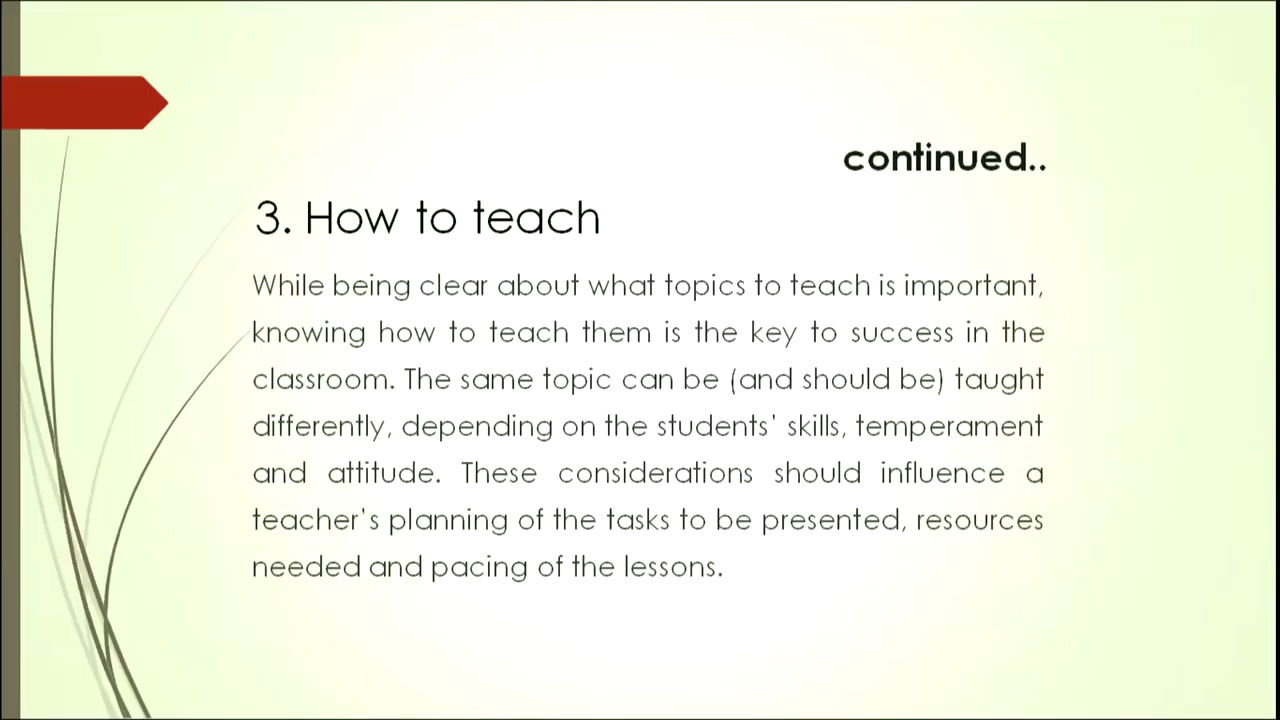 continued..
3. How to teach
While being clear about what topics to teach is important,
knowing how to teach them is the key to success in the
classroom. The same topic can be (and should be) taught
differently, depending on the students' skills, temperament
and attitude. These considerations should influence a
teacher's planning of the tasks to be presented, resources
needed and pacing of the lessons.